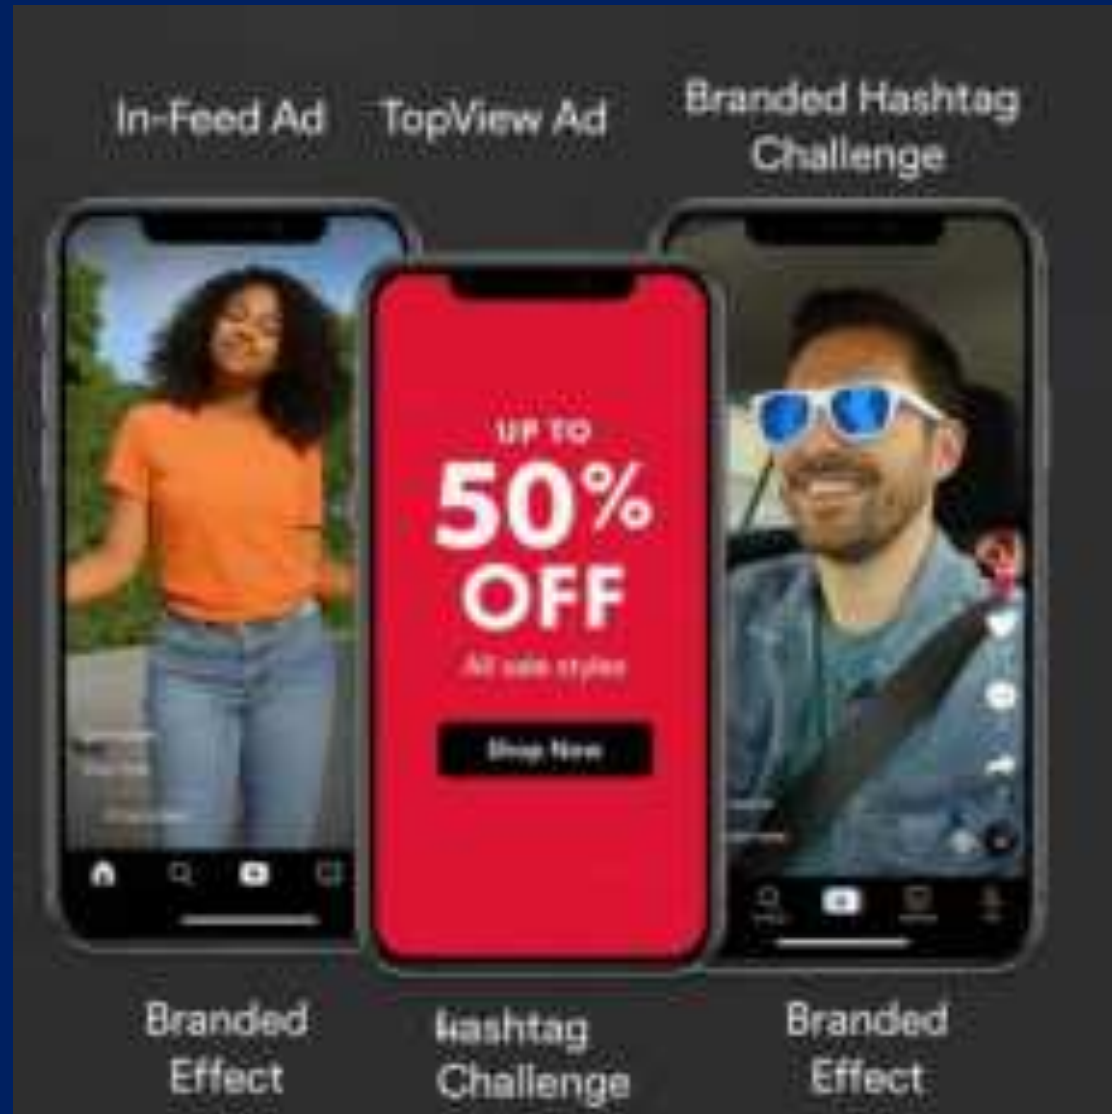 In-Feed Ad
TopView Ad
Branded Hashtag
Challenge
UP TO
50%
OFF
All sale styles
Shop Now
Branded
Effect
Hashtag
Challenge
Branded
Effect